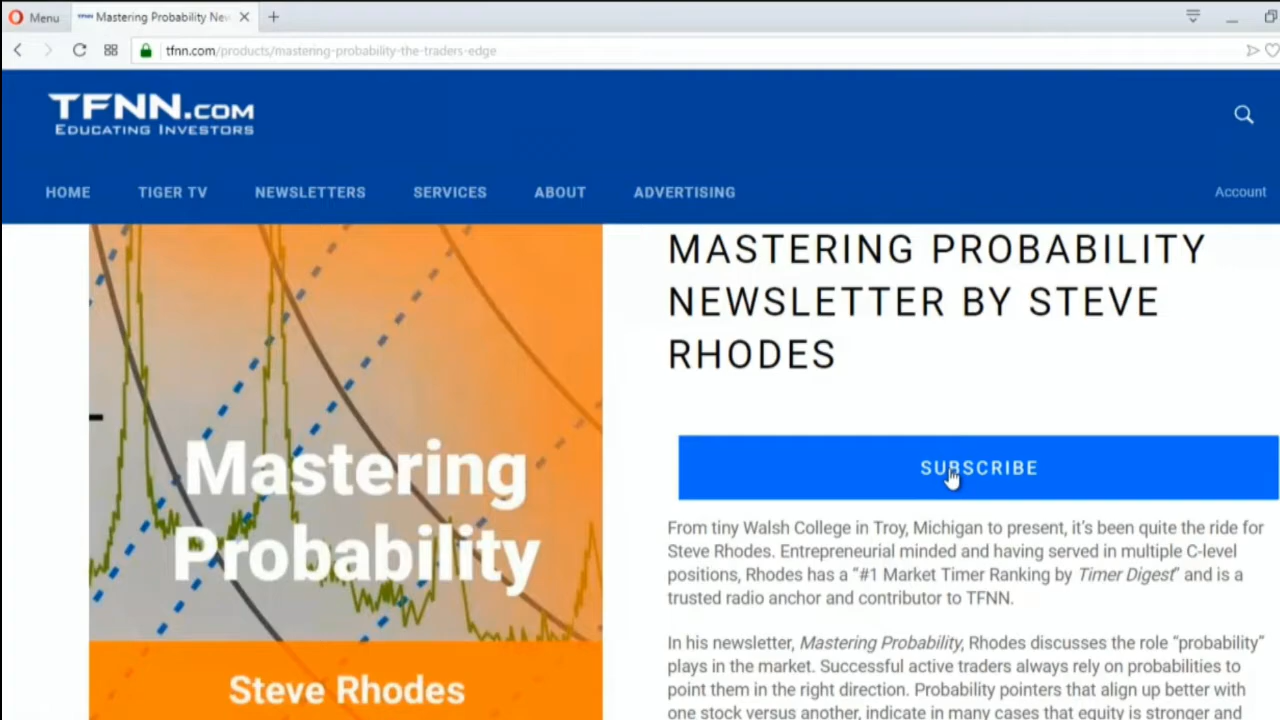 Menu
Mastering Probability New
tfnn.com/products/mastering-probability-the-traders-edge
TFNN.COM
EDUCATING INVESTORS
HOME
TIGER TV
NEWSLETTERS
SERVICES
ABOUT
ADVERTISING
Account
MASTERING PROBABILITY
NEWSLETTER BY STEVE
RHODES
SUBSCRIBE
From tiny Walsh College in Troy, Michigan to present, it's been quite the ride for
Steve Rhodes. Entrepreneurial minded and having served in multiple C-level
positions, Rhodes has a “#1 Market Timer Ranking by Timer Digest” and is a
trusted radio anchor and contributor to TFNN.
In his newsletter, Mastering Probability, Rhodes discusses the role “probability”
plays in the market. Successful active traders always rely on probabilities to
point them in the right direction. Probability pointers that align up better with
one stock versus another, indicate in many cases that equity is stronger and
Mastering
Probability
Steve Rhodes